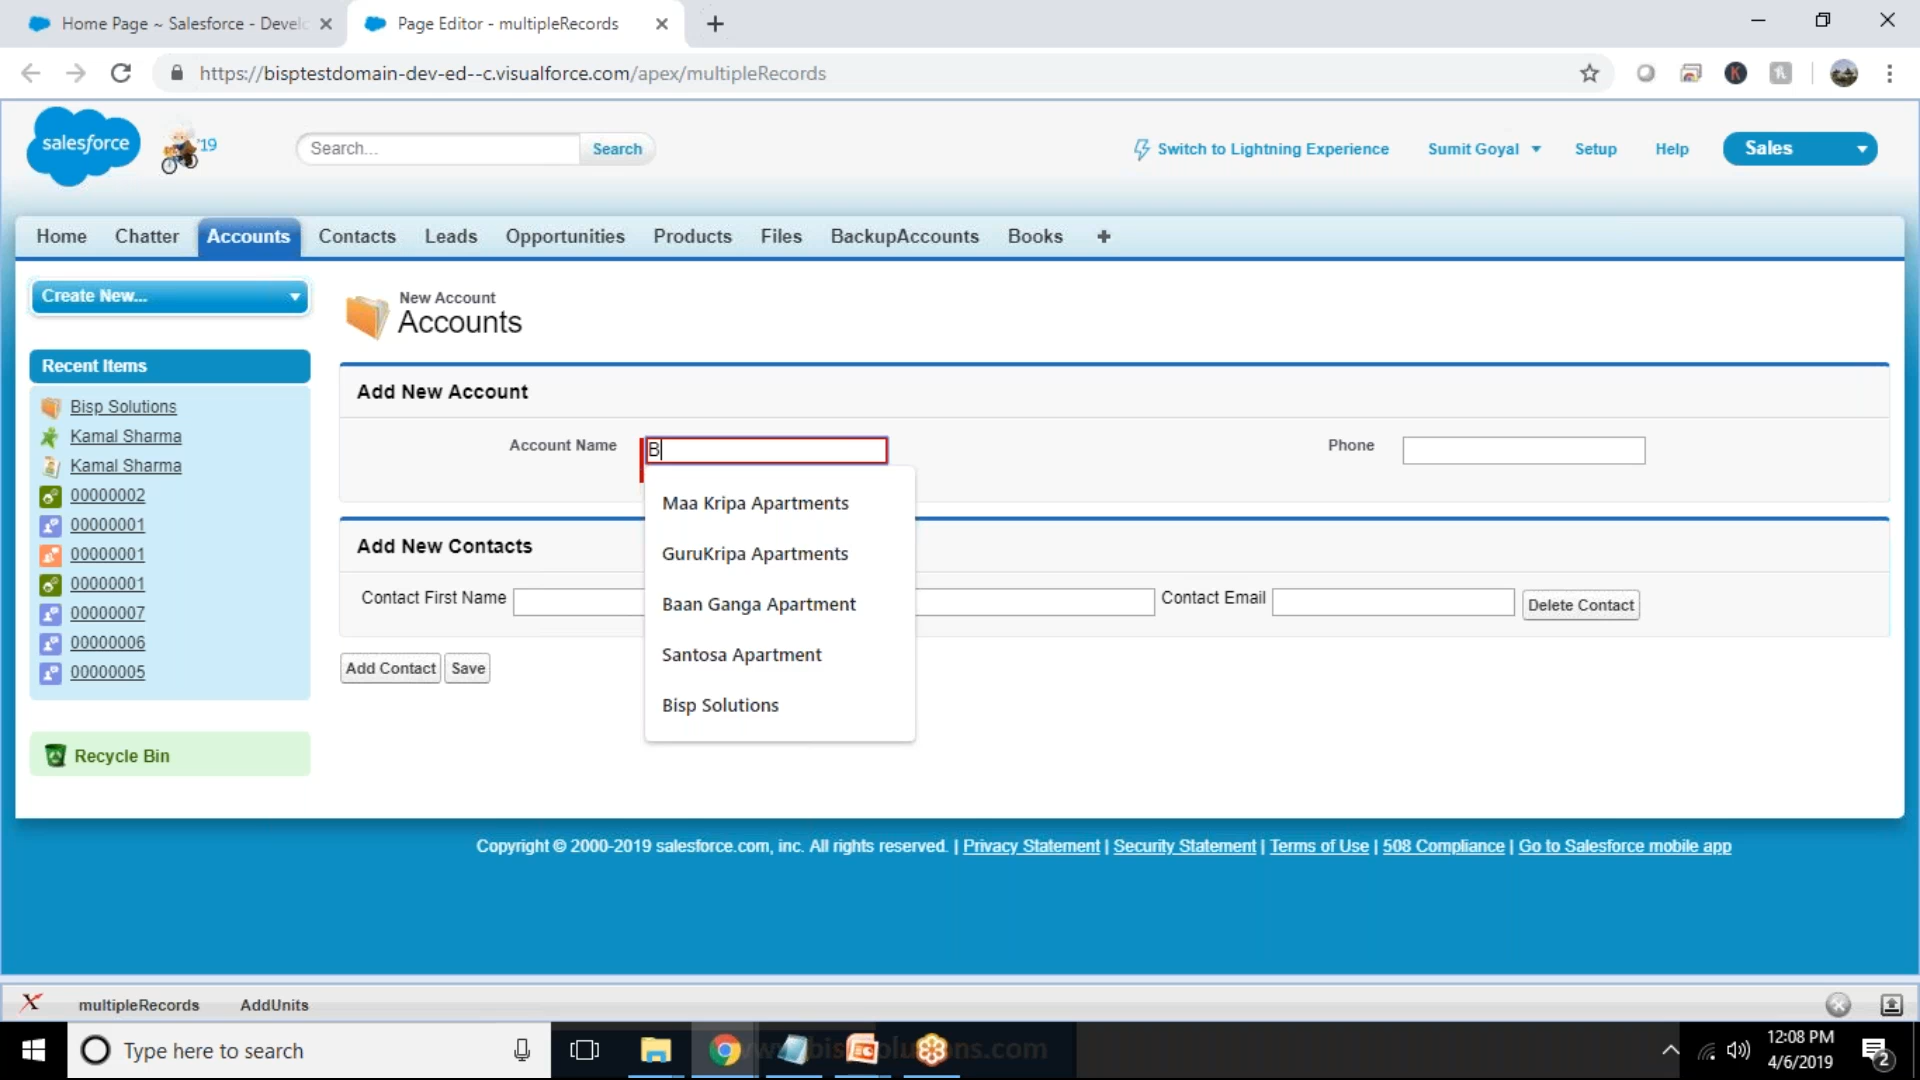 Home Page ~ Salesforce - Devel
Page Editor - multipleRecords
https://bisptestdomain-dev-ed--c.visualforce.com/apex/multipleRecords
K
salesforce
'19
Search...
Search
Switch to Lightning Experience
Sumit Goyal
Setup
Help
Sales
Home
Chatter
Accounts
Contacts
Leads
Opportunities
Products
Files
BackupAccounts
Books
Create New...
New Account
Accounts
Recent Items
Bisp Solutions
Kamal Sharma
Kamal Sharma
00000002
00000001
00000001
00000001
00000007
00000006
00000005
Recycle Bin
Add New Account
Account Name
B
Phone
Maa Kripa Apartments
GuruKripa Apartments
Baan Ganga Apartment
Santosa Apartment
Bisp Solutions
Add New Contacts
Contact First Name
Contact Email
Delete Contact
Add Contact
Save
Copyright © 2000-2019 salesforce.com, inc. All rights reserved. | Privacy Statement | Security Statement | Terms of Use | 508 Compliance | Go to Salesforce mobile app
multipleRecords
AddUnits
Type here to search
12:08 PM
4/6/2019
2